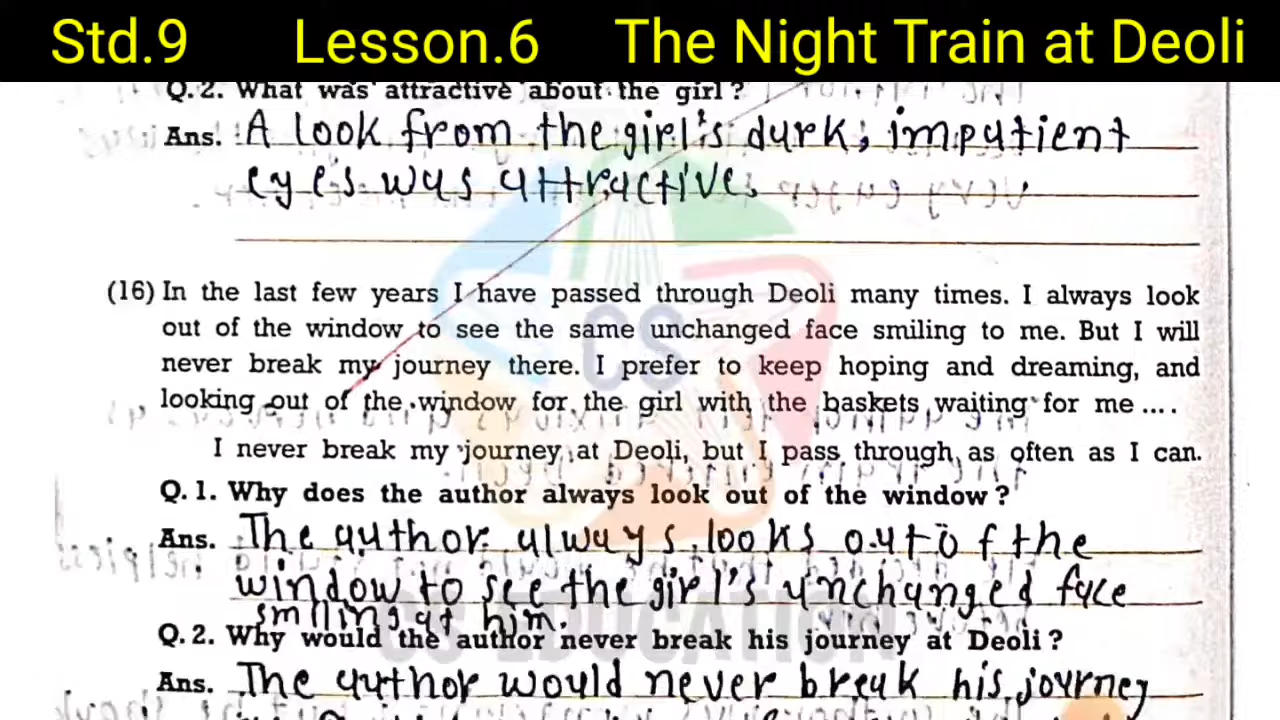 Std.9 Lesson.6 The Night Train at Deoli
Q.2. What was attractive about the girl?
Ans. A look from the girl's dark, impatient
eyes was attractive.
(16) In the last few years I have passed through Deoli many times. I always look
out of the window to see the same unchanged face smiling to me. But I will
never break my journey there. I prefer to keep hoping and dreaming, and
looking out of the window for the girl with the baskets waiting for me ....
I never break my journey at Deoli, but I pass through as often as I can.
Q.1. Why does the author always look out of the window?
Ans. The author always looks out of the
window to see the girl's unchanged face
smiling at him.
Q.2. Why would the author never break his journey at Deoli?
Ans. The author would never break his journey
CS
CS EDUCATION